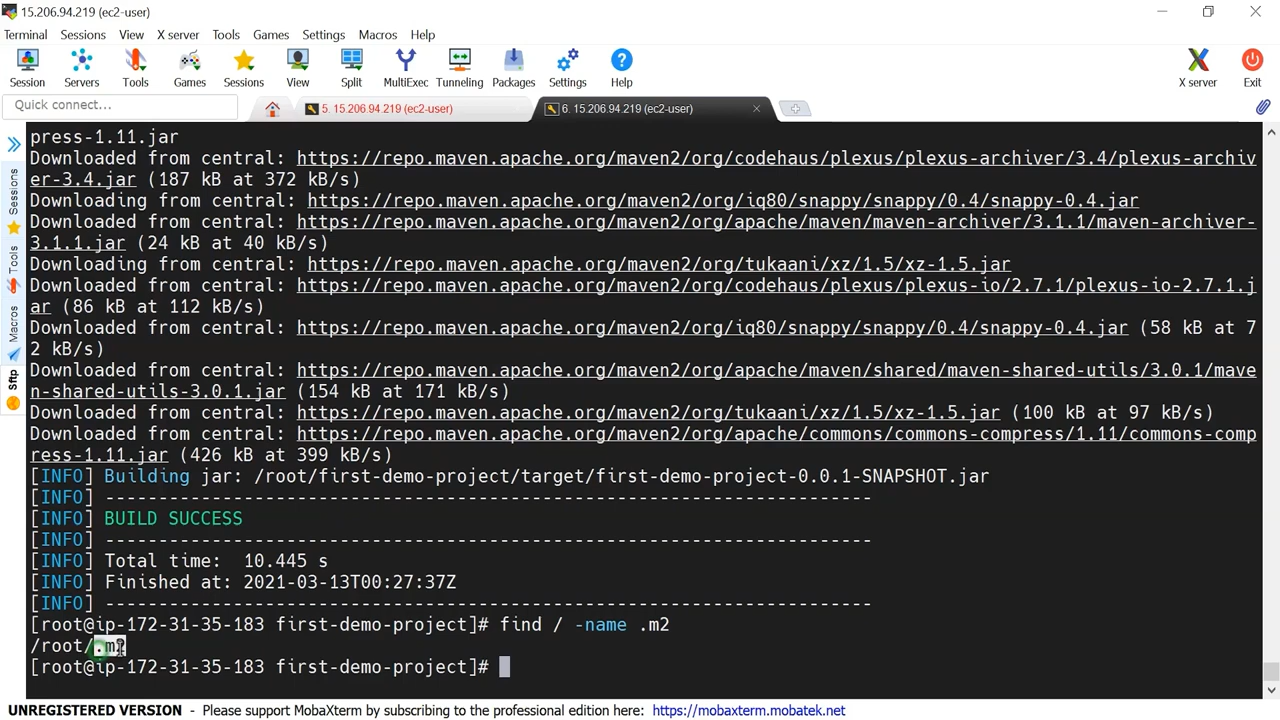 15.206.94.219 (ec2-user)
Terminal Sessions View X server Tools Games Settings Macros Help
Session Servers Tools Games Sessions View Split MultiExec Tunneling Packages Settings Help X server Exit
Quick connect... 5. 15.206.94.219 (ec2-user) 6. 15.206.94.219 (ec2-user)
Sessions
Tools
Macros
Sftp
press-1.11.jar
Downloaded from central: https://repo.maven.apache.org/maven2/org/codehaus/plexus/plexus-archiv
er-3.4.jar (187 kB at 372 kB/s)
Downloading from central: https://repo.maven.apache.org/maven2/org/iq80/snappy/snappy/0.4/snappy-0.4.jar
Downloaded from central: https://repo.maven.apache.org/maven2/org/apache/maven/maven-archiver/3.1.1/maven-archiver-
3.1.1.jar (24 kB at 40 kB/s)
Downloading from central: https://repo.maven.apache.org/maven2/org/tukaani/xz/1.5/xz-1.5.jar
Downloaded from central: https://repo.maven.apache.org/maven2/org/codehaus/plexus/plexus-io/2.7.1/plexus-io-2.7.1.j
ar (86 kB at 112 kB/s)
Downloaded from central: https://repo.maven.apache.org/maven2/org/iq80/snappy/snappy/0.4/snappy-0.4.jar (58 kB at 7
2 kB/s)
Downloaded from central: https://repo.maven.apache.org/maven2/org/apache/maven/shared/maven-shared-utils/3.0.1/mave
n-shared-utils-3.0.1.jar (154 kB at 171 kB/s)
Downloaded from central: https://repo.maven.apache.org/maven2/org/tukaani/xz/1.5/xz-1.5.jar (100 kB at 97 kB/s)
Downloaded from central: https://repo.maven.apache.org/maven2/org/apache/commons/commons-compress/1.11/commons-comp
ress-1.11.jar (426 kB at 399 kB/s)
[INFO] Building jar: /root/first-demo-project/target/first-demo-project-0.0.1-SNAPSHOT.jar
[INFO] ------------------------------------------------------------------------
[INFO] BUILD SUCCESS
[INFO] ------------------------------------------------------------------------
[INFO] Total time:  10.445 s
[INFO] Finished at: 2021-03-13T00:27:37Z
[INFO] ------------------------------------------------------------------------
[root@ip-172-31-35-183 first-demo-project]# find / -name .m2
/root/.m2
[root@ip-172-31-35-183 first-demo-project]#
UNREGISTERED VERSION - Please support MobaXterm by subscribing to the professional edition here: https://mobaxterm.mobatek.net